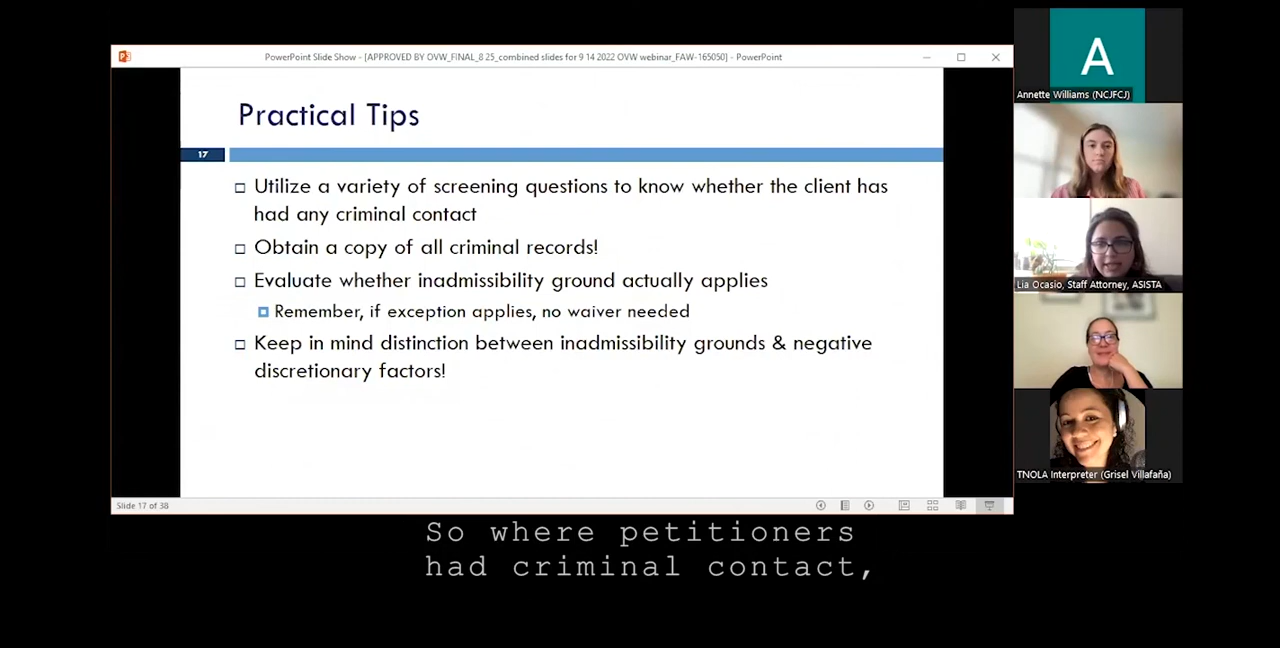 PowerPoint Slide Show - [APPROVED BY OVW_FINAL_8 25_combined slides for 9 14 2022 OVW webinar_FAW-165050] - PowerPoint
Practical Tips
17
Utilize a variety of screening questions to know whether the client has
had any criminal contact
Obtain a copy of all criminal records!
Evaluate whether inadmissibility ground actually applies
Remember, if exception applies, no waiver needed
Keep in mind distinction between inadmissibility grounds & negative
discretionary factors!
Slide 17 of 38
A
Annette Williams (NCJFCJ)
Lia Ocasio, Staff Attorney, ASISTA
TNOLA Interpreter (Grisel Villafaña)
So where petitioners
had criminal contact,